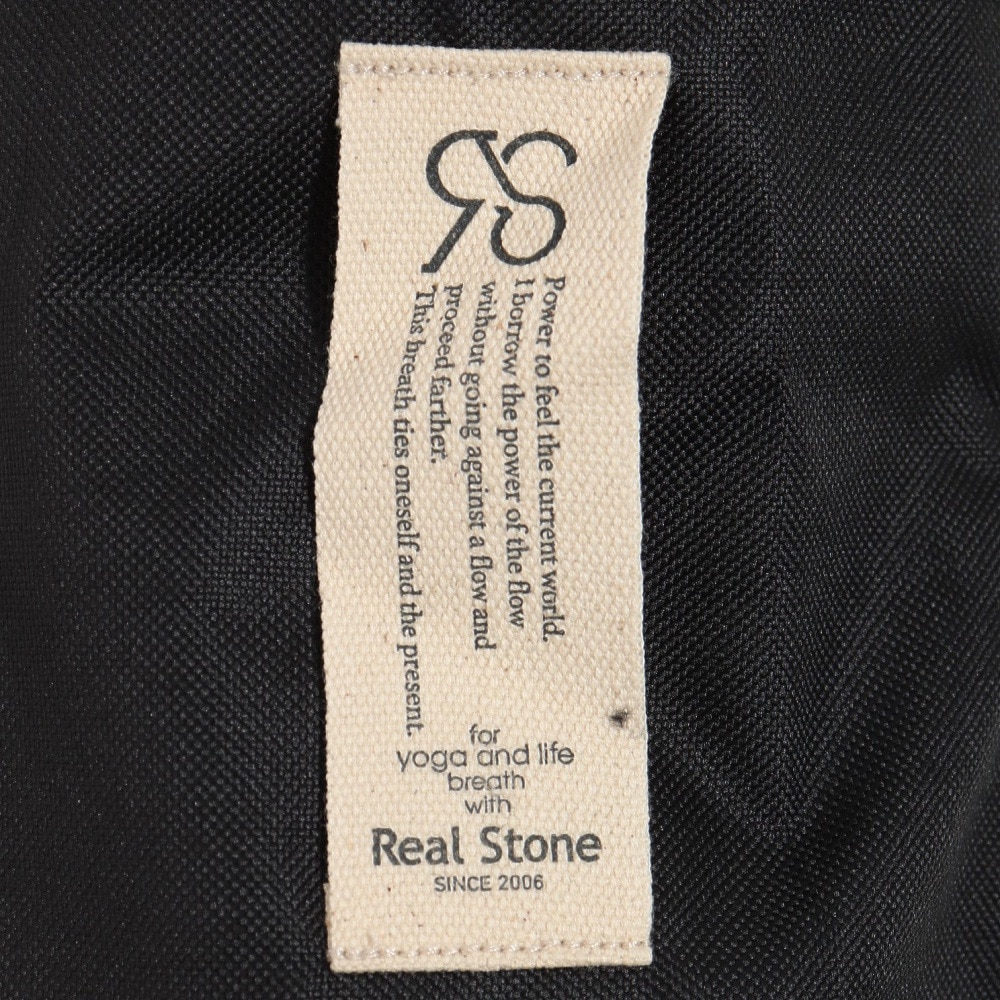 RS
Power to feel the current world.
I borrow the power of the flow
without going against a flow and
proceed farther.
This breath ties oneself and the present.
for
yoga and life
breath
with
Real Stone
SINCE 2006